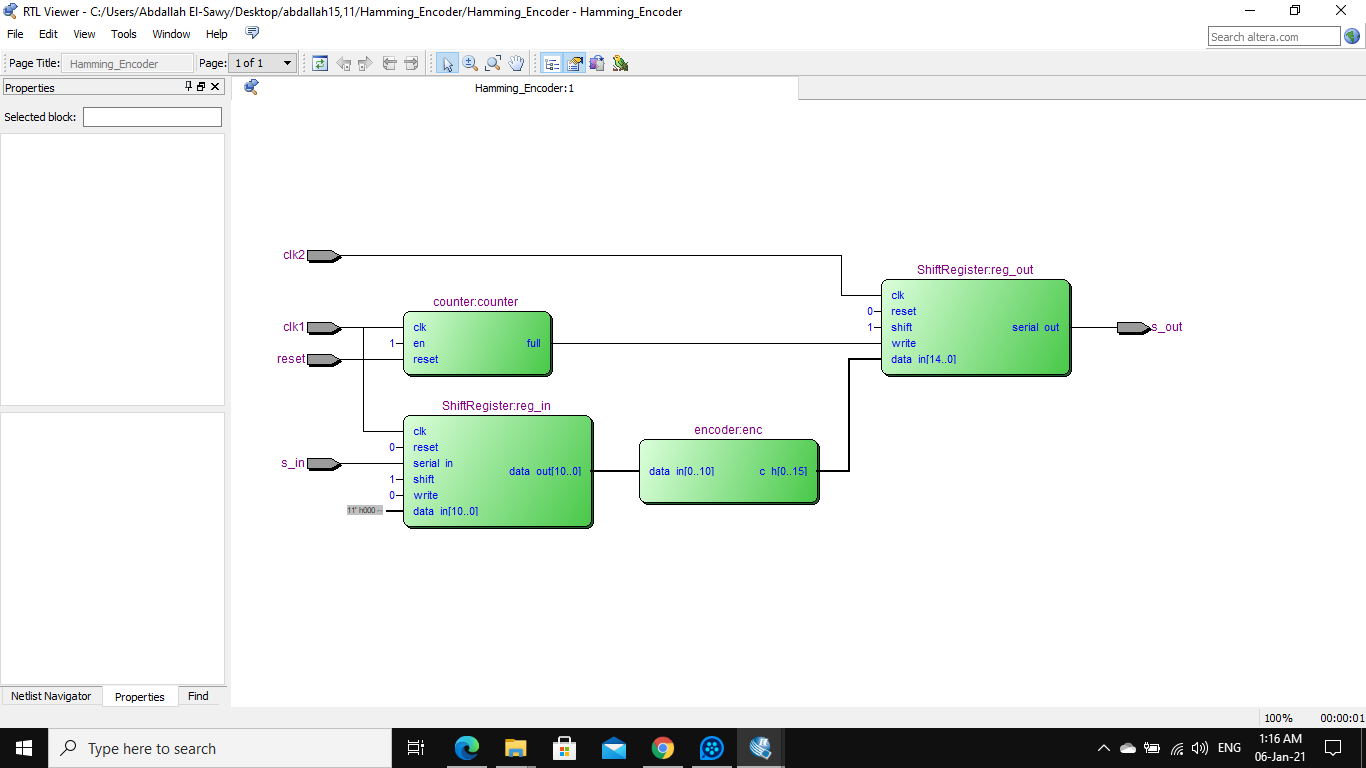 RTL Viewer - C:/Users/Abdallah El-Sawy/Desktop/abdallah15,11/Hamming_Encoder/Hamming_Encoder - Hamming_Encoder
File Edit View Tools Window Help
Search altera.com
Page Title: Hamming_Encoder Page: 1 of 1
Properties
Hamming_Encoder:1
Selected block:
clk2
ShiftRegister:reg_out
clk
reset
shift
write
data in[14..0]
serial out
0
1
s_out
counter:counter
clk1
reset
clk
en
reset
full
1
ShiftRegister:reg_in
clk
reset
serial in
shift
write
data in[10..0]
data out[10..0]
0
s_in
1
0
11' h000 --
encoder:enc
data in[0..10]
c h[0..15]
Netlist Navigator Properties Find
100% 00:00:01
Type here to search
ENG
1:16 AM
06-Jan-21